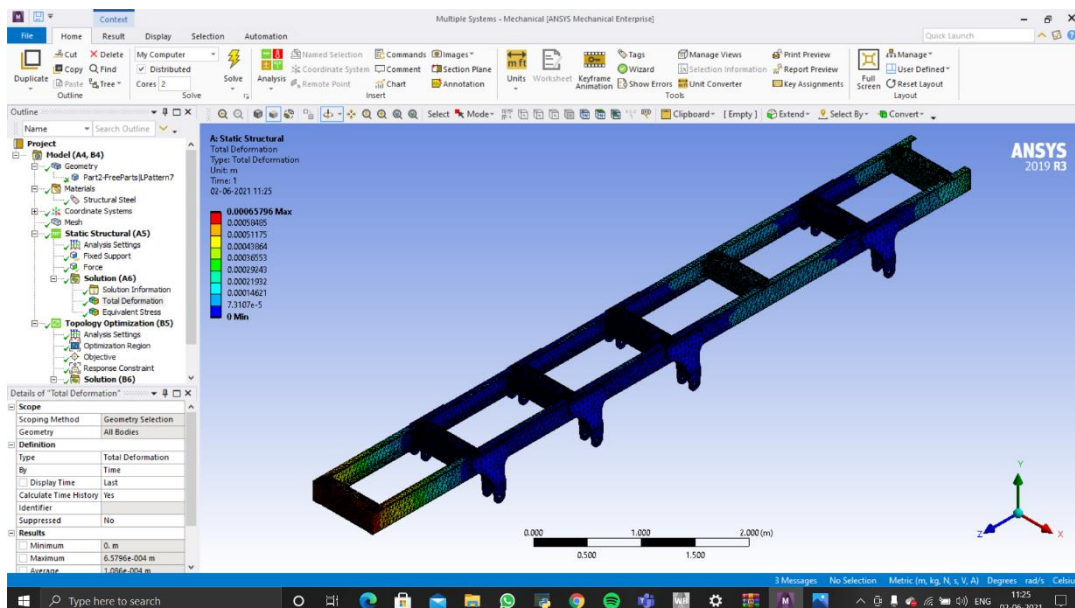 Context
Multiple Systems - Mechanical [ANSYS Mechanical Enterprise]
File Home Result Display Selection Automation
Quick Launch
Duplicate
Cut Delete
Copy Find
Paste Tree
Outline
My Computer
Distributed
Cores 2
Solve
Solve
Analysis
Named Selection Commands Images
Coordinate System Comment Section Plane
Remote Point Chart Annotation
Insert
Units Worksheet Keyframe Animation
Tags Manage Views Print Preview
Wizard Selection Information Report Preview
Show Errors Unit Converter Key Assignments
Tools
Full Screen
Manage
User Defined
Reset Layout
Layout
Outline
Name Search Outline
Select Mode Clipboard [ Empty ] Extend Select By Convert
Project
Model (A4, B4)
Geometry
Part2-FreeParts|LPattern7
Materials
Structural Steel
Coordinate Systems
Mesh
Static Structural (A5)
Analysis Settings
Fixed Support
Force
Solution (A6)
Solution Information
Total Deformation
Equivalent Stress
Topology Optimization (B5)
Analysis Settings
Optimization Region
Objective
Response Constraint
Solution (B6)
A: Static Structural
Total Deformation
Type: Total Deformation
Unit: m
Time: 1
02-06-2021 11:25
0.00065796 Max
0.00058485
0.00051175
0.00043864
0.00036553
0.00029243
0.00021932
0.00014621
7.3107e-5
0 Min
ANSYS
2019 R3
Details of "Total Deformation"
Scope
Scoping Method Geometry Selection
Geometry All Bodies
Definition
Type Total Deformation
By Time
Display Time Last
Calculate Time History Yes
Identifier
Suppressed No
Results
Minimum 0. m
Maximum 6.5796e-004 m
Average 1.086e-004 m
0.000 1.000 2.000 (m)
0.500 1.500
Y
Z X
3 Messages No Selection Metric (m, kg, N, s, V, A) Degrees rad/s Celsiu
Type here to search
ENG
11:25
02-06-2021